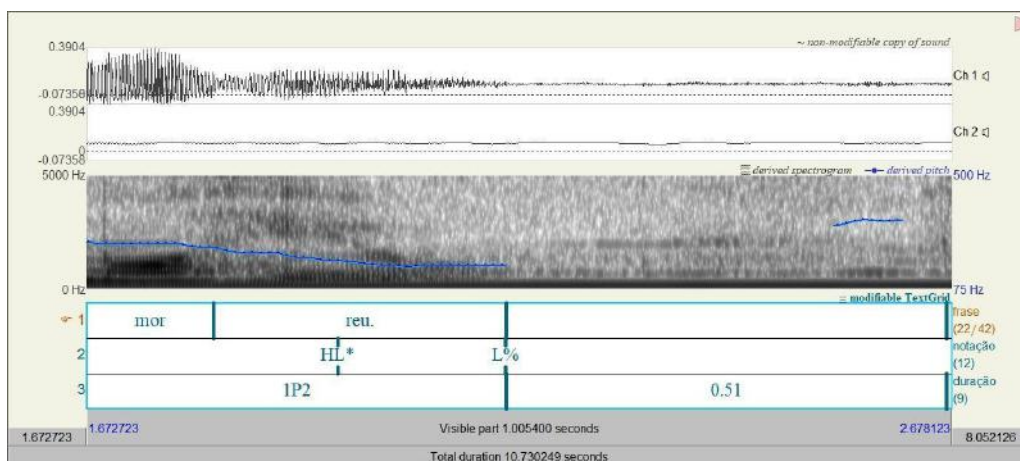 ~ non-modifiable copy of sound
0.3904
-0.07358
Ch 1
0.3904
0
-0.07358
Ch 2
derived spectrogram derived pitch
5000 Hz
500 Hz
0 Hz
75 Hz
modifiable TextGrid
1 mor reu. frase (22/42)
2 HL* L% notação (12)
3 1P2 0.51 duração (9)
1.672723 1.672723 Visible part 1.005400 seconds 2.678123 8.052126
Total duration 10.730249 seconds